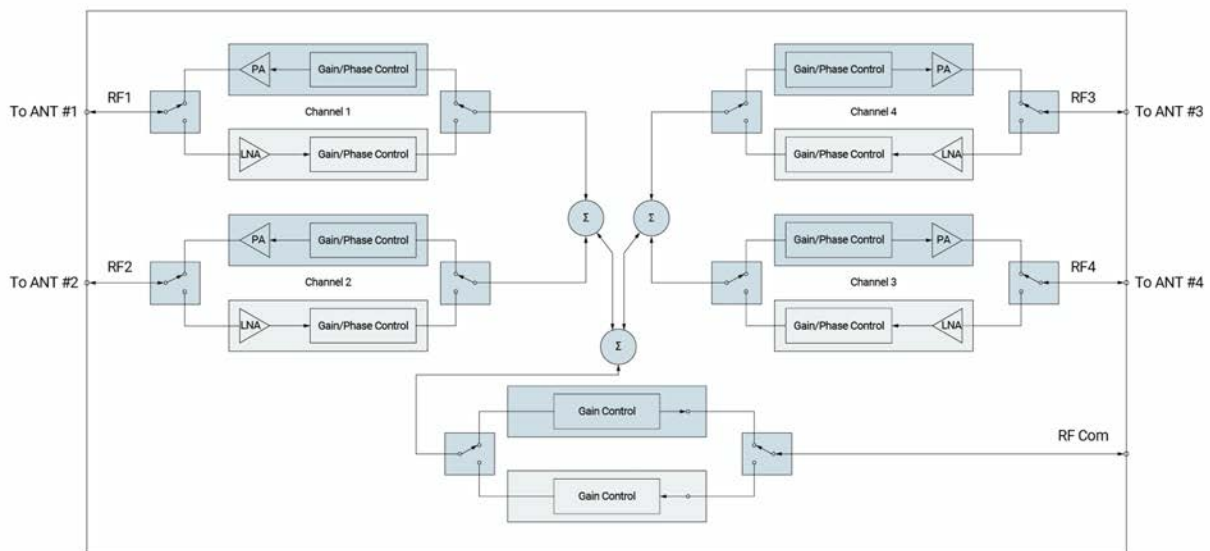 PA
Gain/Phase Control
To ANT #1
RF1
Channel 1
LNA
Gain/Phase Control
PA
Gain/Phase Control
To ANT #2
RF2
Channel 2
LNA
Gain/Phase Control
Gain/Phase Control
PA
Channel 4
RF3
To ANT #3
Gain/Phase Control
LNA
Σ
Σ
Gain/Phase Control
PA
Channel 3
RF4
To ANT #4
Gain/Phase Control
LNA
Σ
Gain Control
RF Com
Gain Control